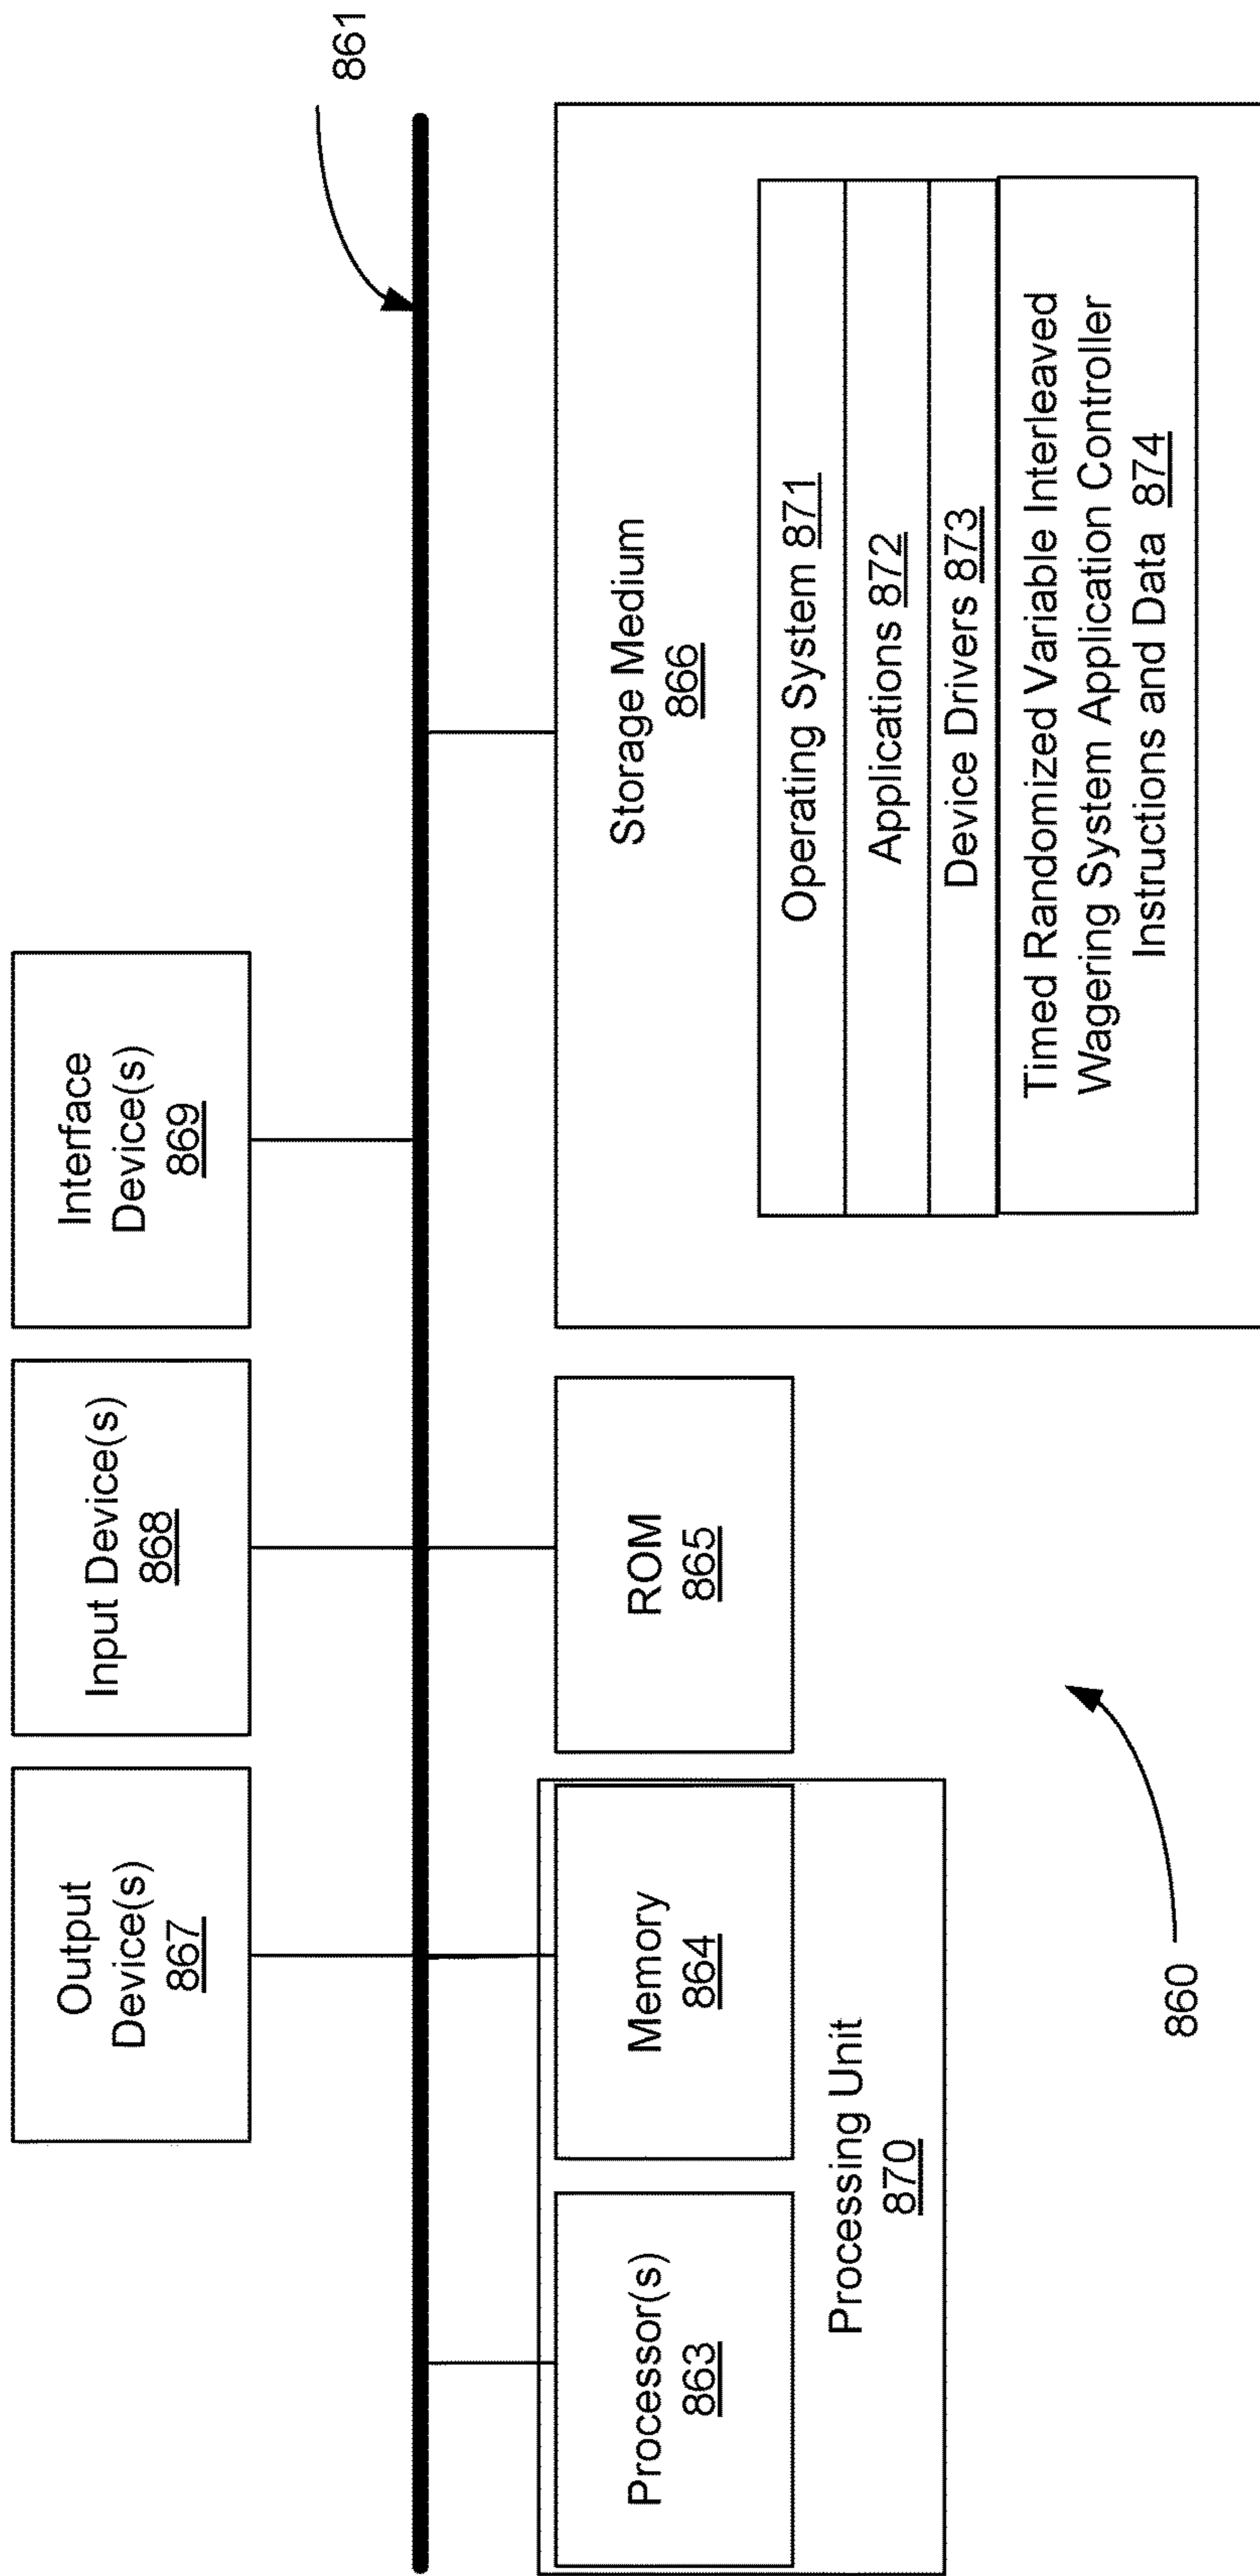 861
Output
Device(s)
867
Input Device(s)
868
Interface
Device(s)
869
Processor(s)
863
Memory
864
Processing Unit
870
ROM
865
Storage Medium
866
Operating System 871
Applications 872
Device Drivers 873
Timed Randomized Variable Interleaved
Wagering System Application Controller
Instructions and Data 874
860